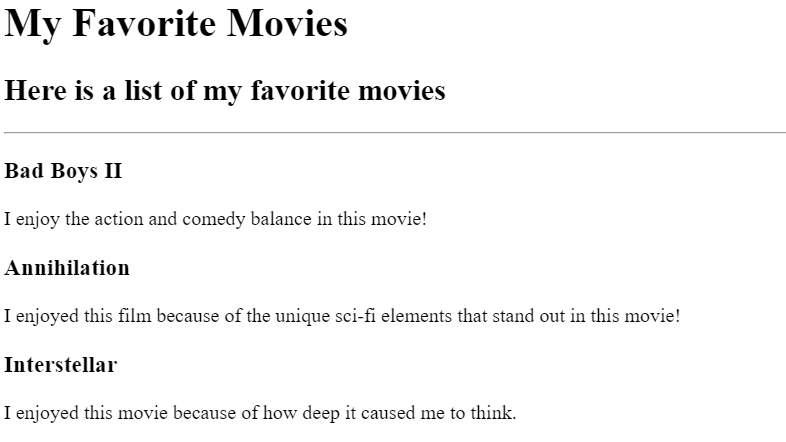 My Favorite Movies
Here is a list of my favorite movies
Bad Boys II
I enjoy the action and comedy balance in this movie!
Annihilation
I enjoyed this film because of the unique sci-fi elements that stand out in this movie!
Interstellar
I enjoyed this movie because of how deep it caused me to think.